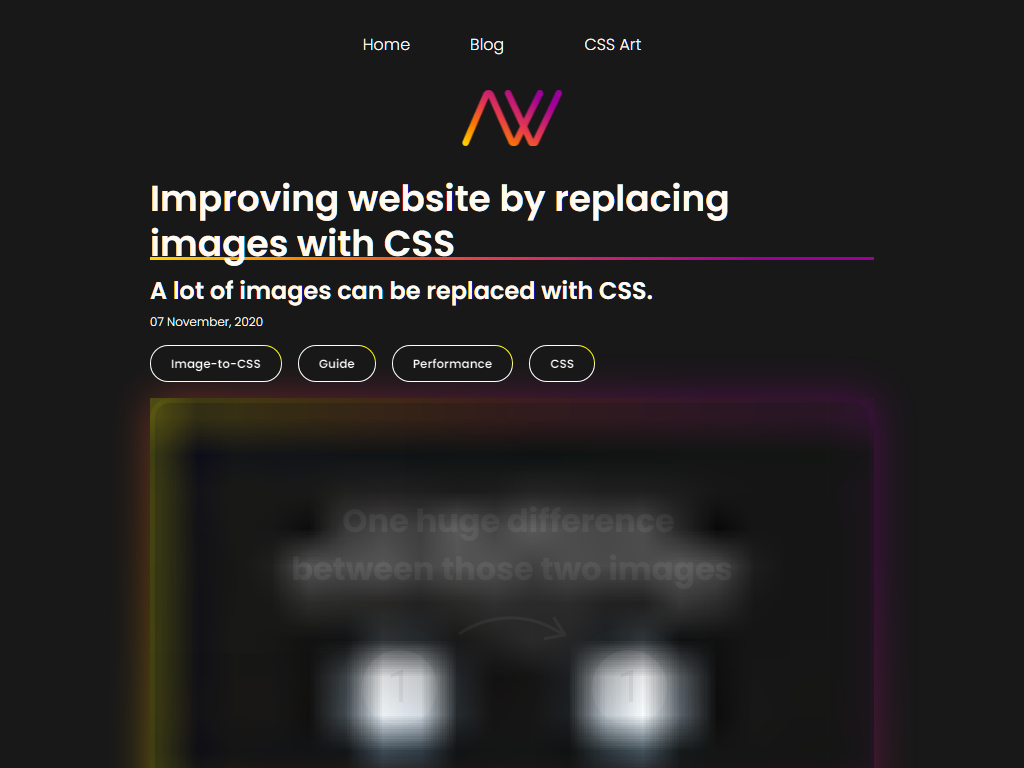 Home Blog CSS Art
AW
Improving website by replacing
images with CSS
A lot of images can be replaced with CSS.
07 November, 2020
Image-to-CSS Guide Performance CSS
One huge difference
between those two images
1 1